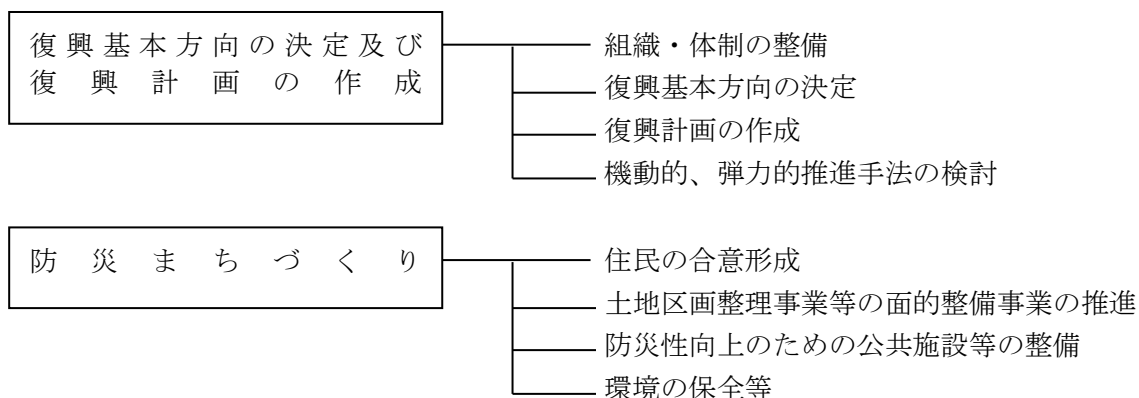 復興基本方向の決定及び
復興計画の作成
組織・体制の整備
復興基本方向の決定
復興計画の作成
機動的、弾力的推進手法の検討
防災まちづくり
住民の合意形成
土地区画整理事業等の面的整備事業の推進
防災性向上のための公共施設等の整備
環境の保全等